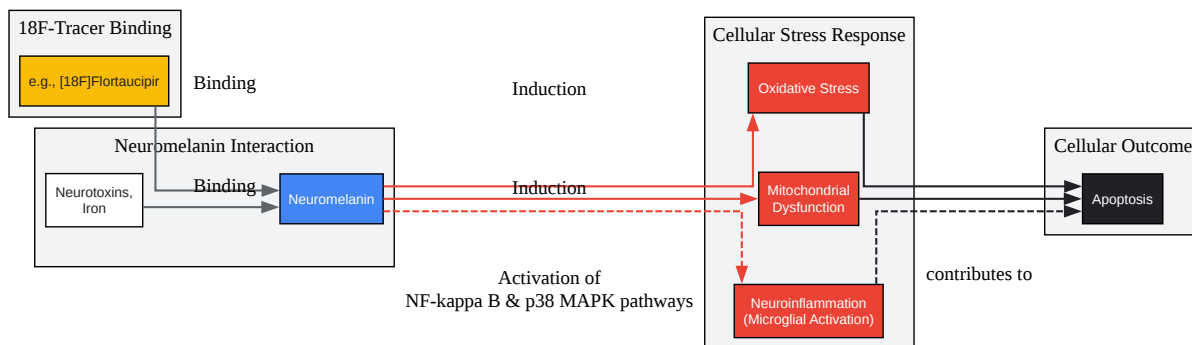 18F-Tracer Binding
e.g., [18F]Flortaucipir
Binding
Induction
Cellular Stress Response
Oxidative Stress
Neuromelanin Interaction
Neurotoxins,
Iron
Binding
Neuromelanin
Induction
Mitochondrial
Dysfunction
Cellular Outcome
Apoptosis
Activation of
NF-kappa B & p38 MAPK pathways
Neuroinflammation
(Microglial Activation)
contributes to